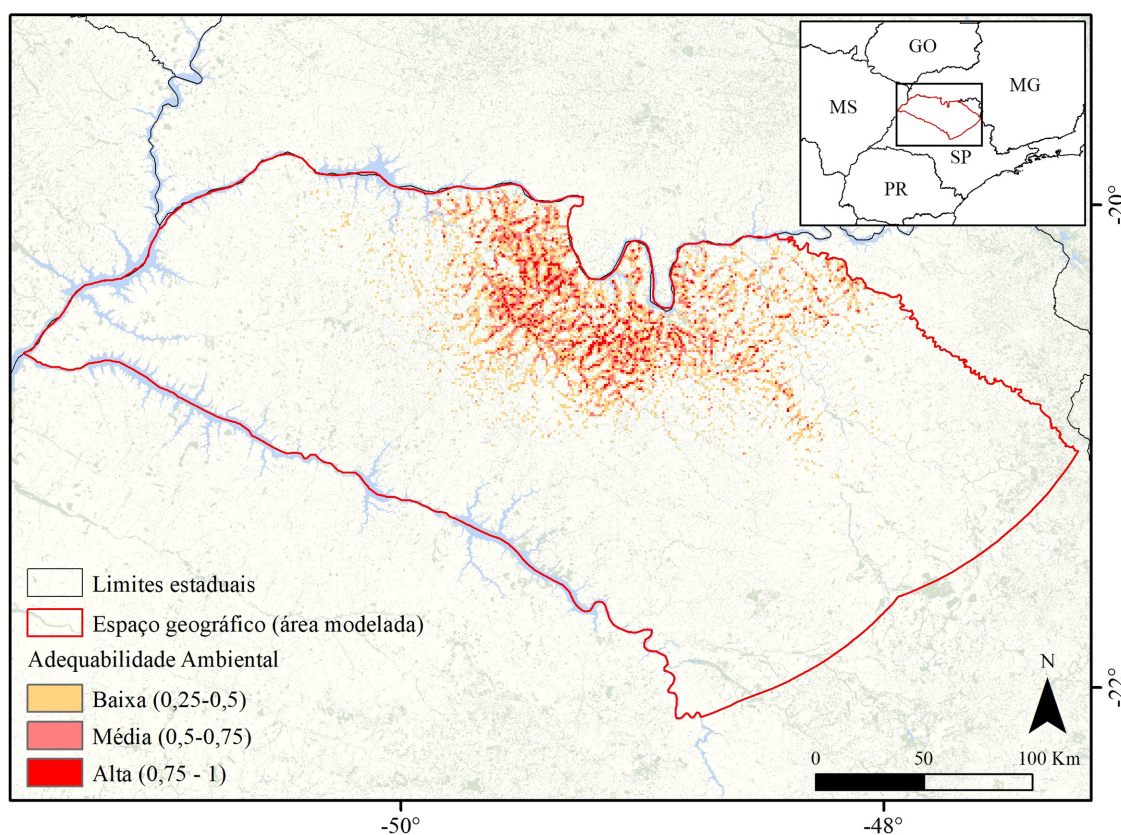 GO
MG
MS
SP
PR
-20°
Limites estaduais
Espaço geográfico (área modelada)
Adequabilidade Ambiental
Baixa (0,25-0,5)
Média (0,5-0,75)
Alta (0,75 - 1)
N
-22°
0 50 100 Km
-50° -48°